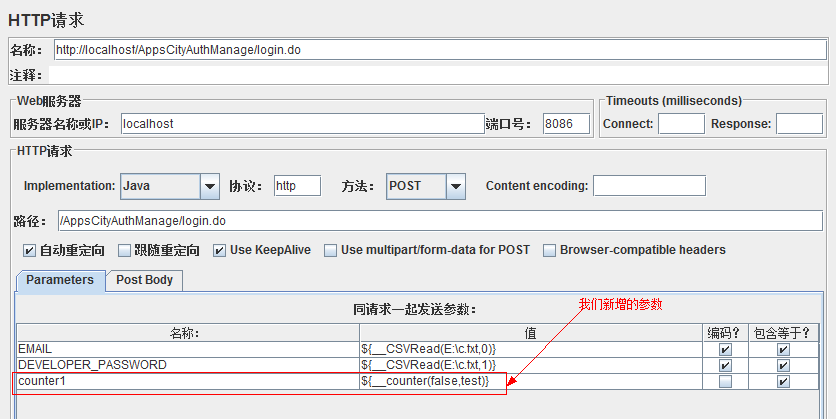 HTTP请求
名称： http://localhost/AppsCityAuthManage/login.do
注释：
Web服务器 Timeouts (milliseconds)
服务器名称或IP： localhost 端口号： 8086 Connect: Response:
HTTP请求
Implementation: Java 协议： http 方法： POST Content encoding:
路径： /AppsCityAuthManage/login.do
自动重定向 跟随重定向 Use KeepAlive Use multipart/form-data for POST Browser-compatible headers
Parameters Post Body
同请求一起发送参数： 我们新增的参数
名称： 值 编码？ 包含等于？
EMAIL ${__CSVRead(E:\c.fxt,0)}
DEVELOPER_PASSWORD ${__CSVRead(E:\c.fxt,1)}
counter1 ${__counter(false,test)}